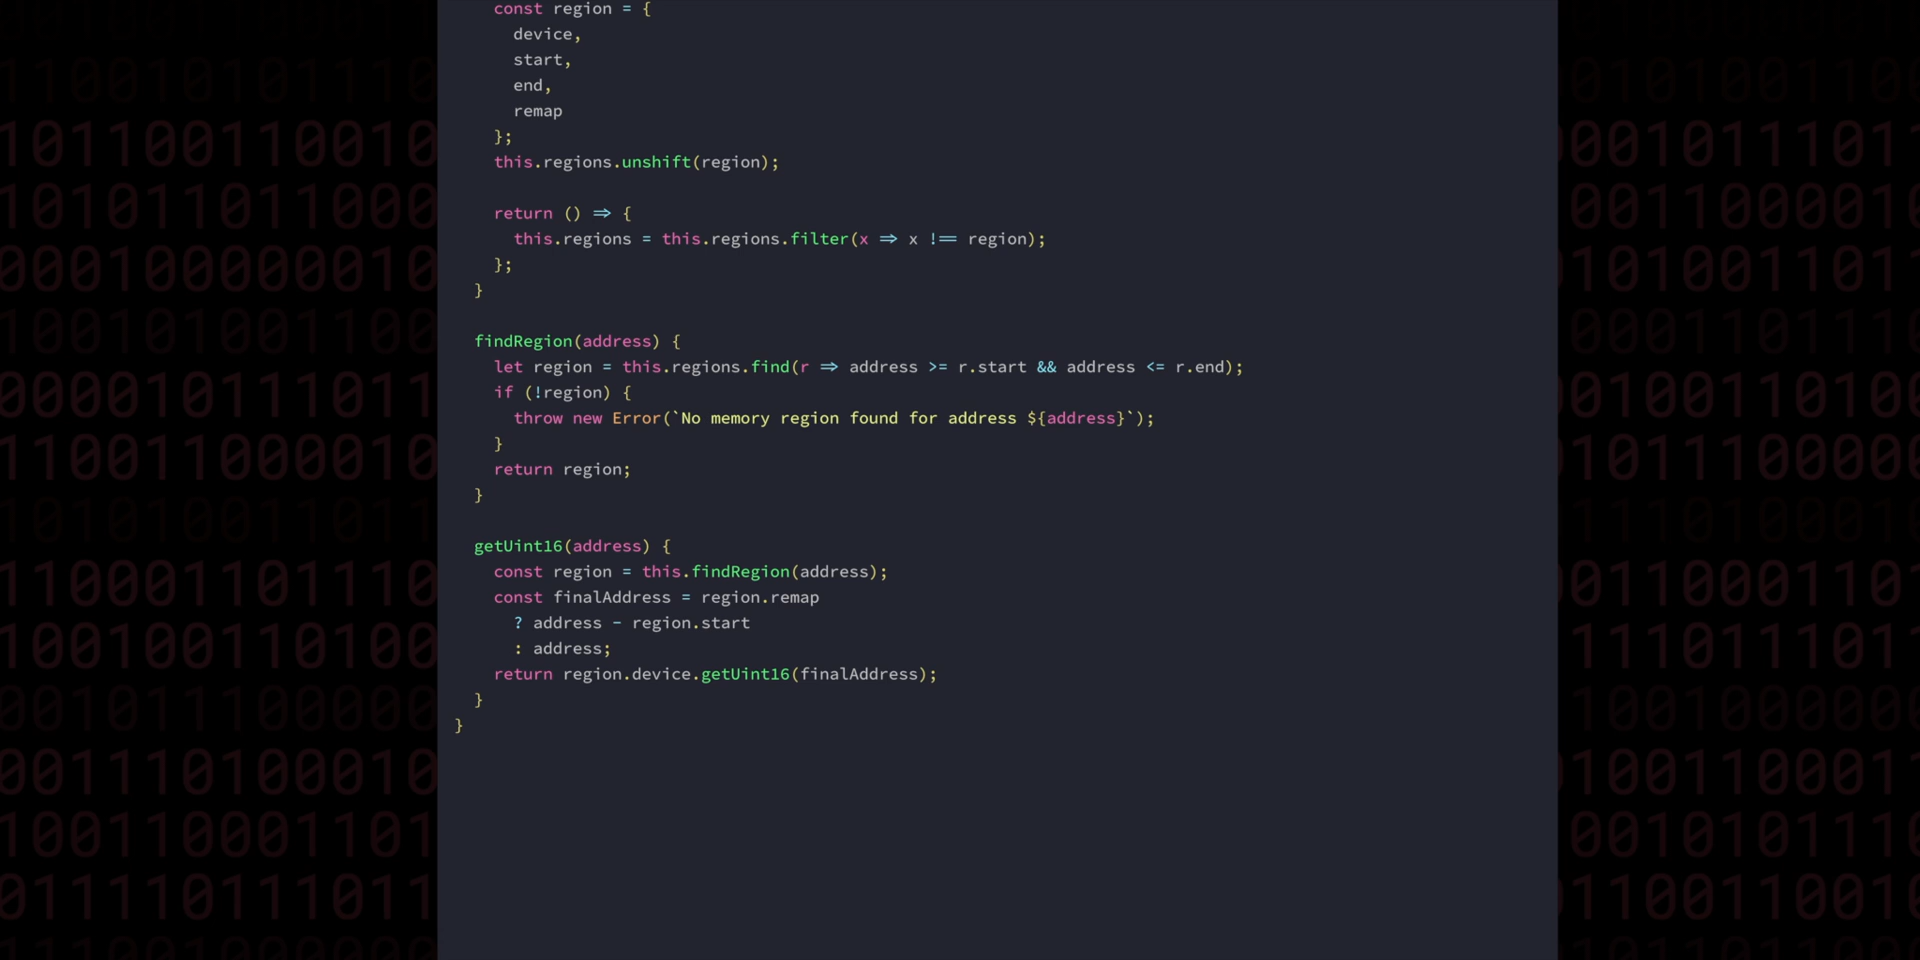 const region = {
device,
start,
end,
remap
};
this.regions.unshift(region);
return () => {
this.regions = this.regions.filter(x => x !== region);
};
}
findRegion(address) {
let region = this.regions.find(r => address >= r.start && address <= r.end);
if (!region) {
throw new Error(`No memory region found for address ${address}`);
}
return region;
}
getUint16(address) {
const region = this.findRegion(address);
const finalAddress = region.remap
? address - region.start
: address;
return region.device.getUint16(finalAddress);
}
}